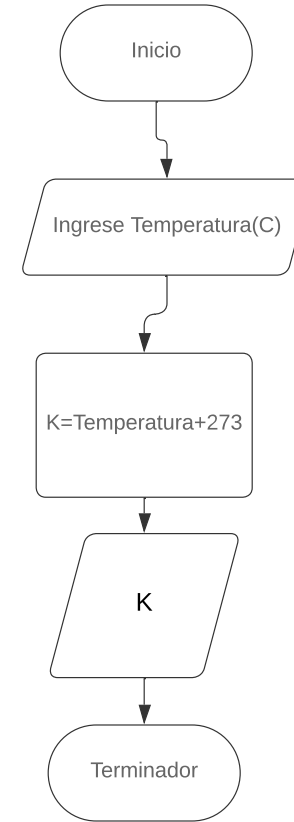 Inicio
Ingrese Temperatura(C)
K=Temperatura+273
K
Terminador